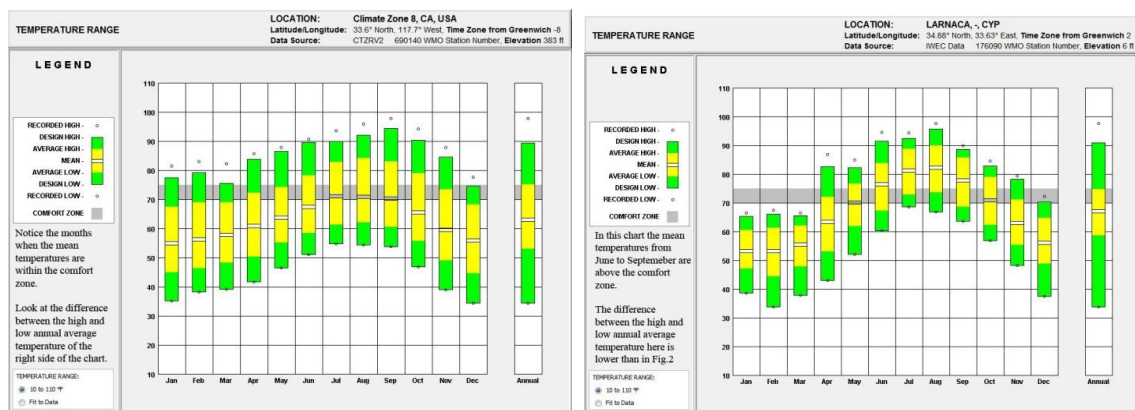 TEMPERATURE RANGE
LOCATION: Climate Zone 8, CA, USA
Latitude/Longitude: 33.6° North, 117.7° West, Time Zone from Greenwich -8
Data Source: CTZRV2 690140 WMO Station Number, Elevation 383 ft
LEGEND
RECORDED HIGH -
DESIGN HIGH -
AVERAGE HIGH -
MEAN -
AVERAGE LOW -
DESIGN LOW -
RECORDED LOW -
COMFORT ZONE
Notice the months
when the mean
temperatures are
within the comfort
zone.
Look at the difference
between the high and
low annual average
temperature of the
right side of the chart.
TEMPERATURE RANGE:
10 to 110 °F
Fit to Data
110
100
90
80
70
60
50
40
30
20
10
Jan Feb Mar Apr May Jun Jul Aug Sep Oct Nov Dec Annual
TEMPERATURE RANGE
LOCATION: LARNACA, -, CYP
Latitude/Longitude: 34.88° North, 33.63° East, Time Zone from Greenwich 2
Data Source: IWEC Data 176090 WMO Station Number, Elevation 6 ft
LEGEND
RECORDED HIGH -
DESIGN HIGH -
AVERAGE HIGH -
MEAN -
AVERAGE LOW -
DESIGN LOW -
RECORDED LOW -
COMFORT ZONE
In this chart the mean
temperatures from
June to Septemeber are
above the comfort
zone.
The difference
between the high and
low annual average
temperature here is
lower than in Fig.2
TEMPERATURE RANGE:
10 to 110 °F
Fit to Data
110
100
90
80
70
60
50
40
30
20
10
Jan Feb Mar Apr May Jun Jul Aug Sep Oct Nov Dec Annual